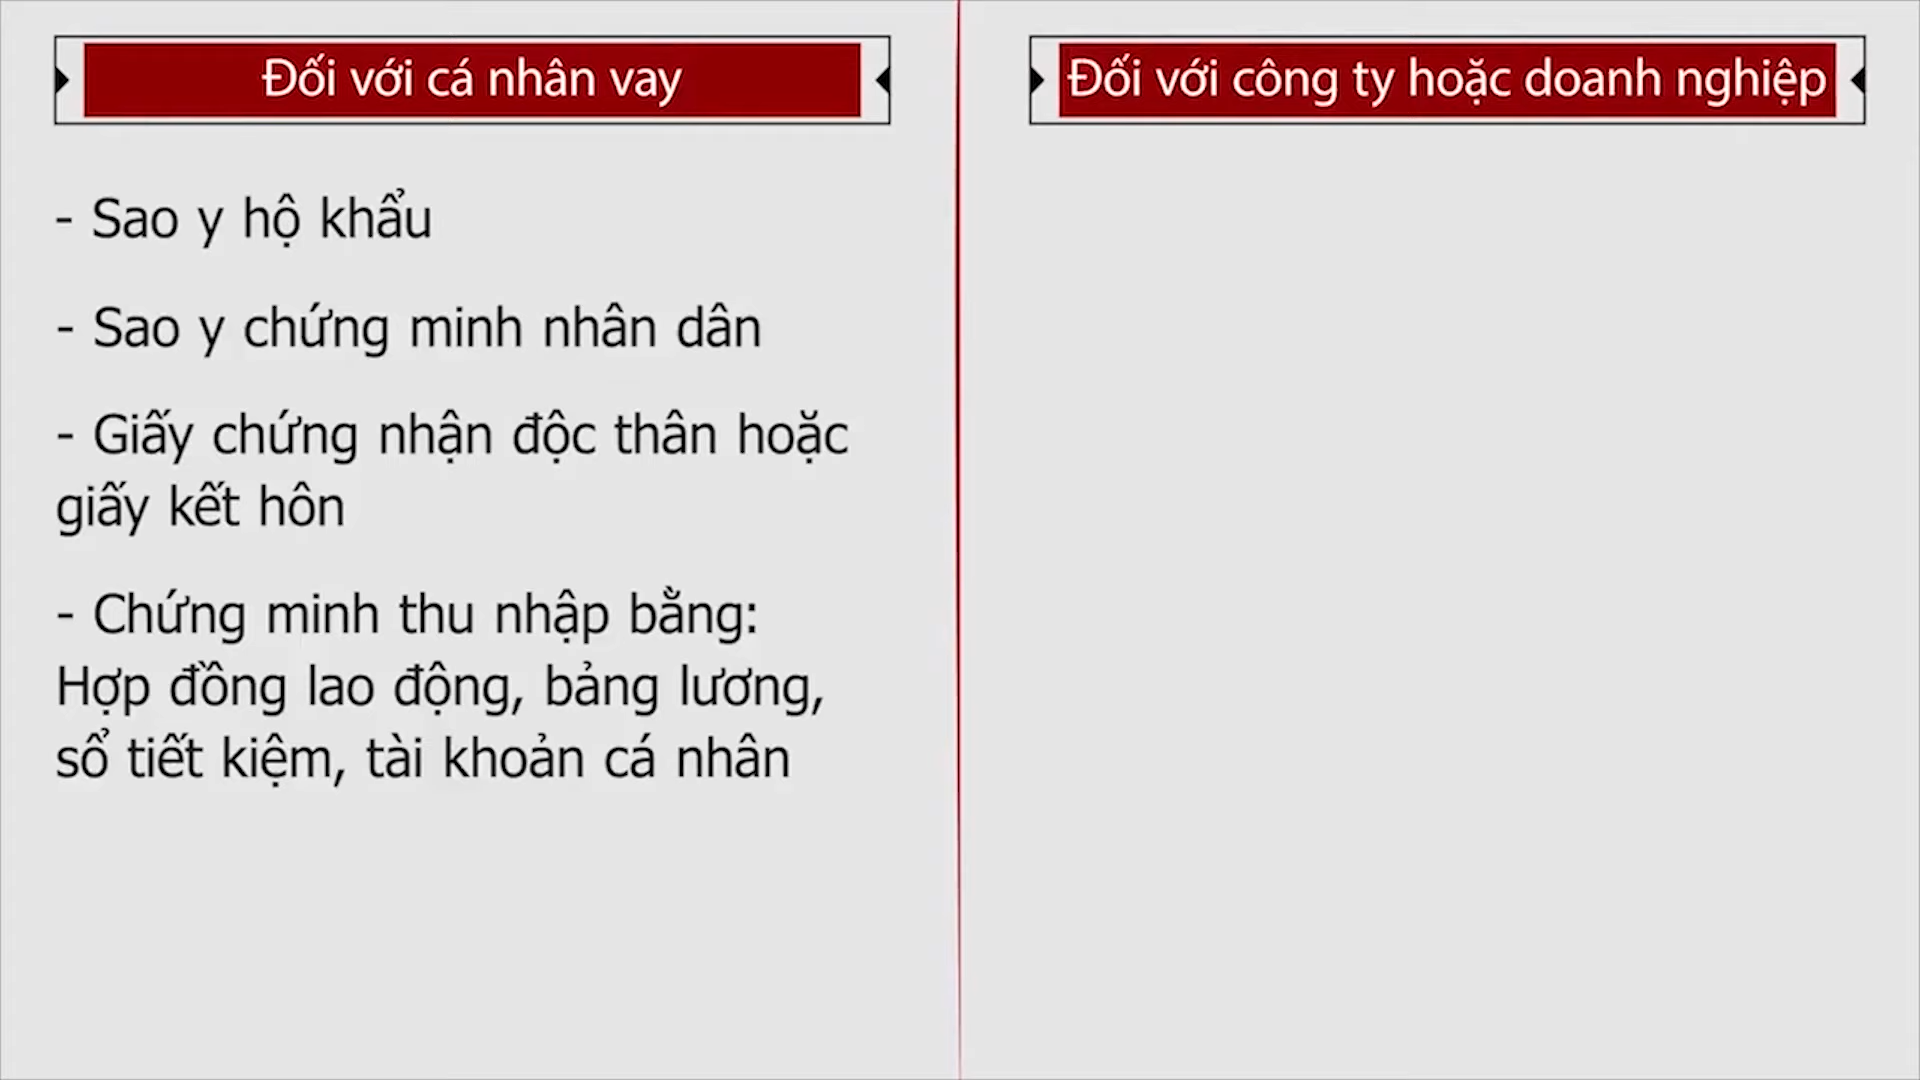 Đối với cá nhân vay
- Sao y hộ khẩu
- Sao y chứng minh nhân dân
- Giấy chứng nhận độc thân hoặc
giấy kết hôn
- Chứng minh thu nhập bằng:
Hợp đồng lao động, bảng lương,
sổ tiết kiệm, tài khoản cá nhân
Đối với công ty hoặc doanh nghiệp